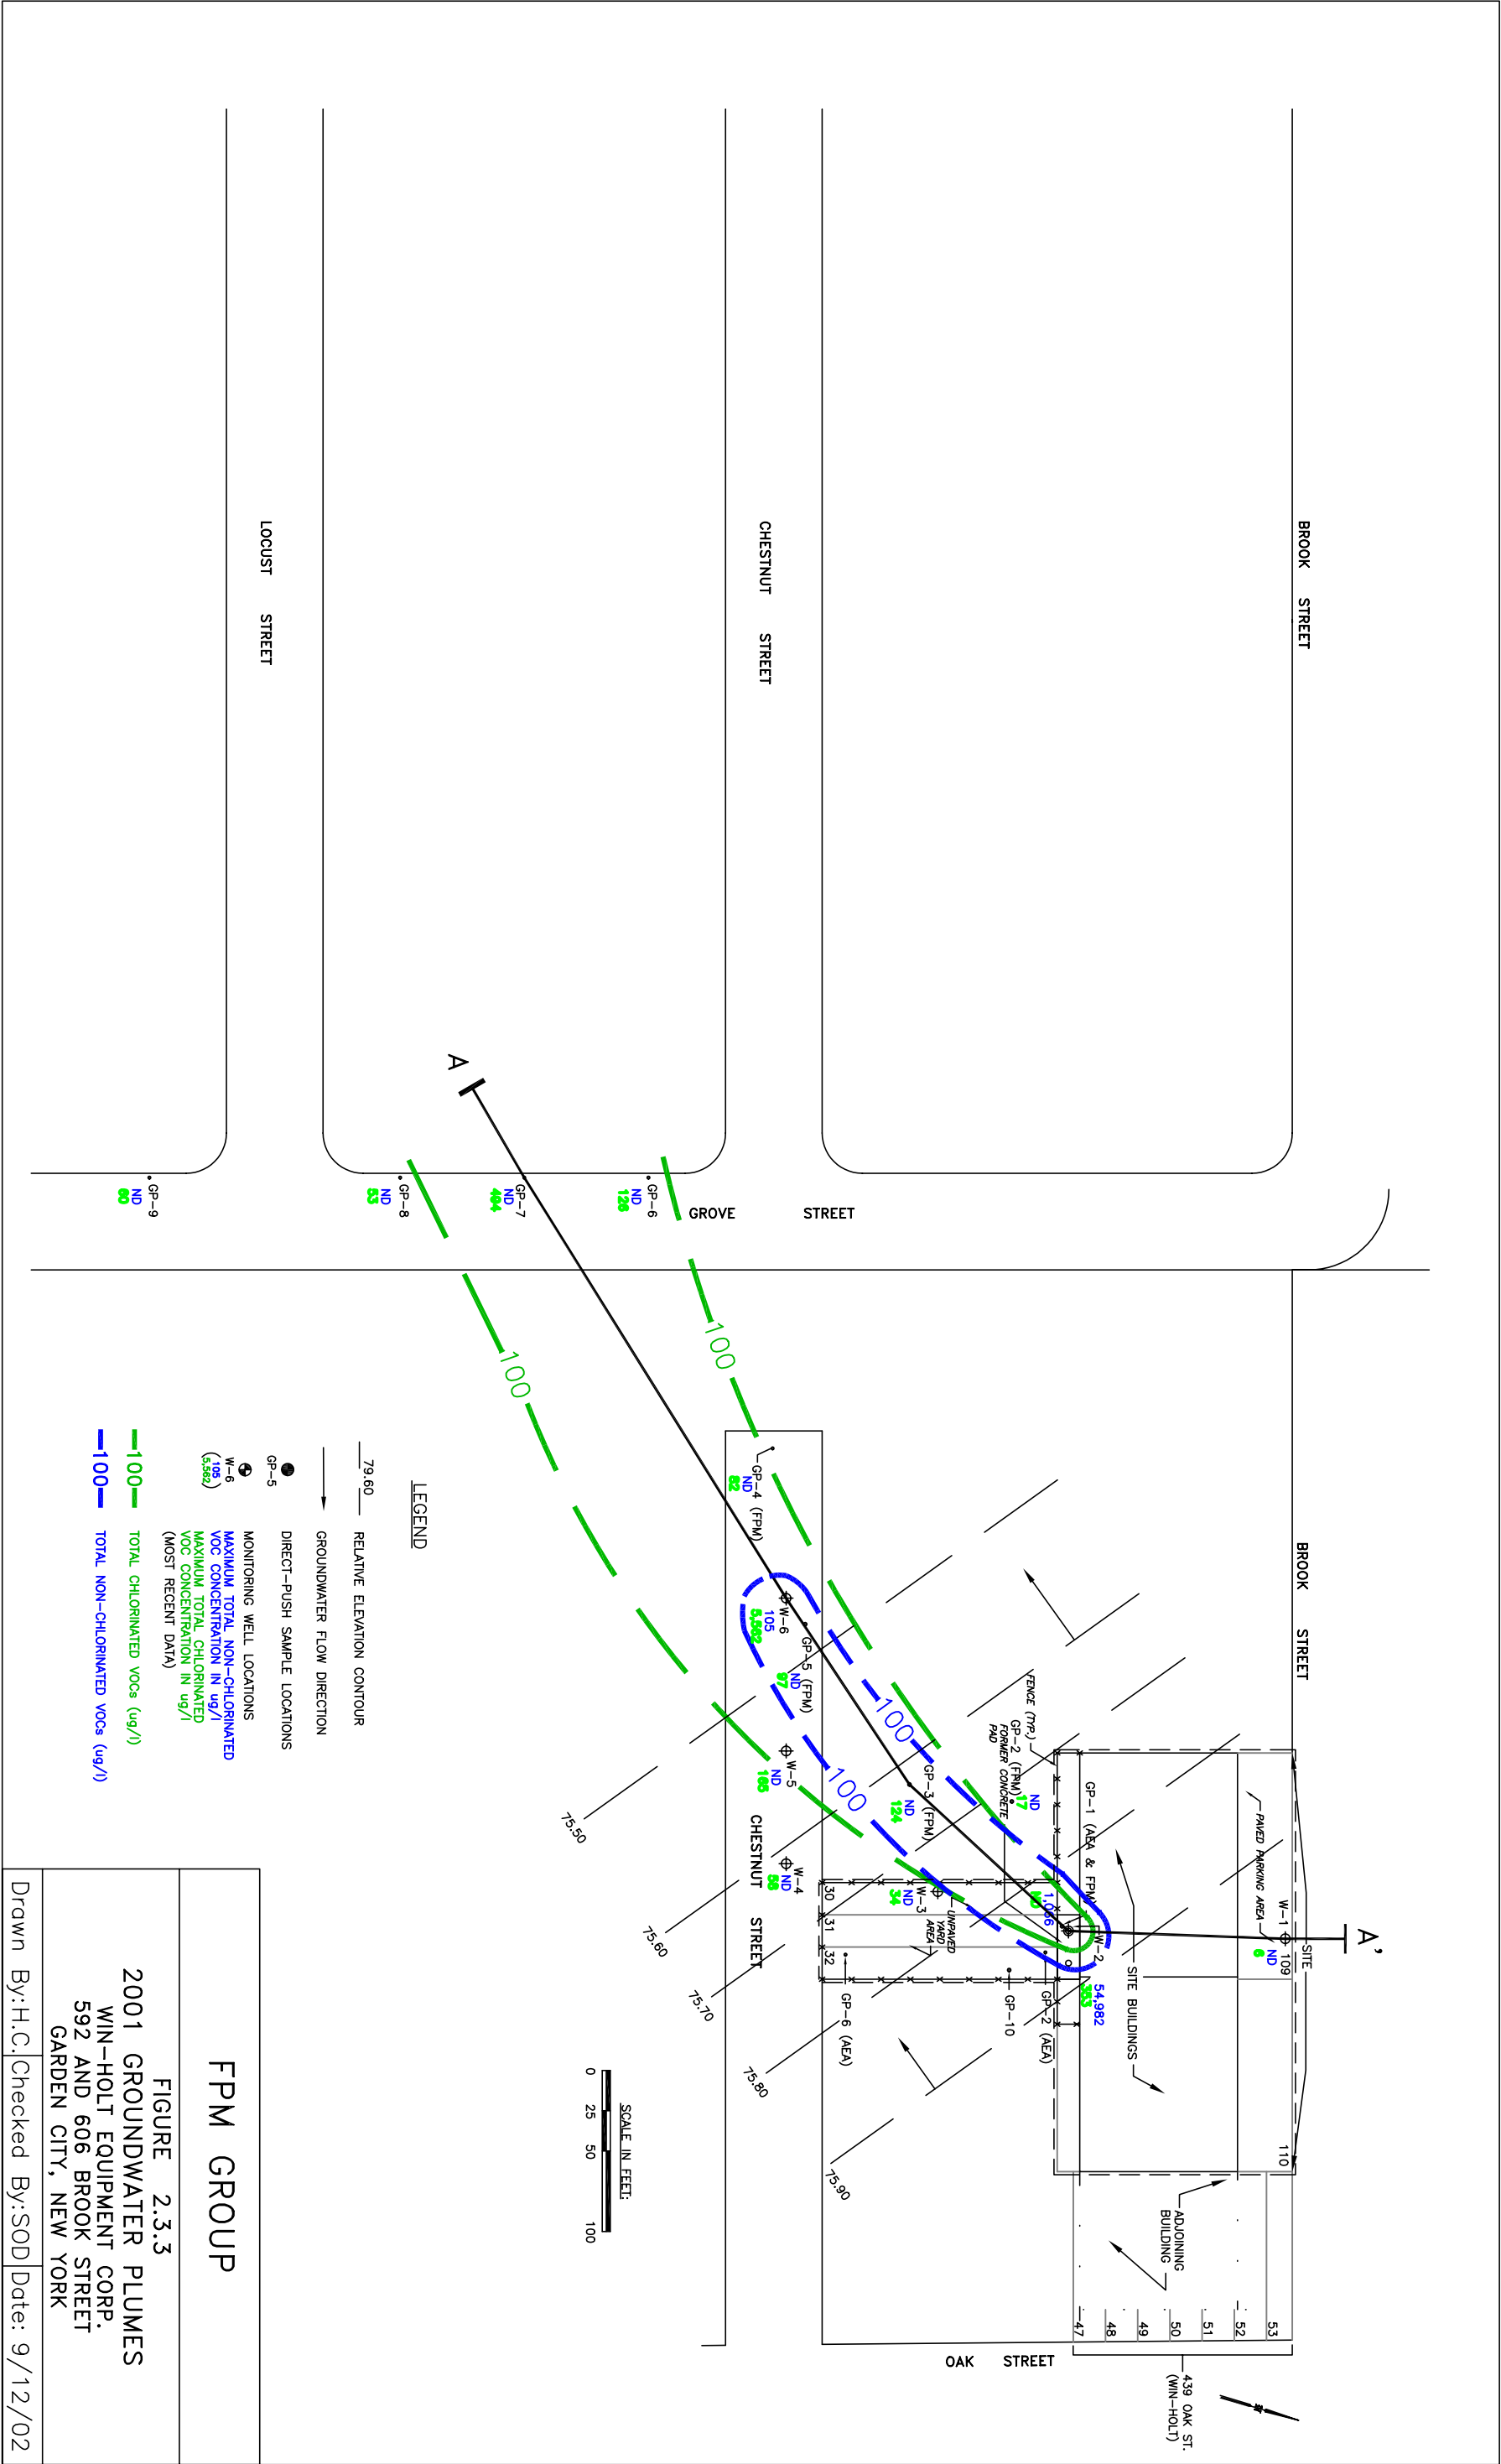 BROOK STREET
BROOK STREET
CHESTNUT STREET
LOCUST STREET
GROVE STREET
CHESTNUT STREET
OAK STREET
A
A'
SITE
W-1
109
ND
6
PAVED PARKING AREA
110
SITE BUILDINGS
ADJOINING
BUILDING
53
52
51
50
49
48
47
439 OAK ST.
(WIN-HOLT)
GP-1 (AEA & FPM)
1,066
ND
W-2
54,982
353
FENCE (TYP.)
GP-2 (FPM)
ND
17
FORMER CONCRETE
PAD
GP-2 (AEA)
GP-10
GP-6 (AEA)
UNPAVED
YARD
AREA
W-3
ND
34
30
31
32
GP-3 (FPM)
ND
124
W-4
ND
58
W-5
ND
165
GP-5 (FPM)
ND
97
W-6
105
5,562
GP-4 (FPM)
ND
82
GP-6
ND
126
GP-7
ND
464
GP-8
ND
53
GP-9
ND
60
100
100
100
100
75.50
75.60
75.70
75.80
75.90
SCALE IN FEET:
0 25 50 100
LEGEND
79.60 RELATIVE ELEVATION CONTOUR
GROUNDWATER FLOW DIRECTION
GP-5 DIRECT-PUSH SAMPLE LOCATIONS
MONITORING WELL LOCATIONS
W-6
(105
5,562)
MAXIMUM TOTAL NON-CHLORINATED
VOC CONCENTRATION IN ug/l
MAXIMUM TOTAL CHLORINATED
VOC CONCENTRATION IN ug/l
(MOST RECENT DATA)
100 TOTAL CHLORINATED VOCs (ug/l)
100 TOTAL NON-CHLORINATED VOCs (ug/l)
FPM GROUP
FIGURE 2.3.3
2001 GROUNDWATER PLUMES
WIN-HOLT EQUIPMENT CORP.
592 AND 606 BROOK STREET
GARDEN CITY, NEW YORK
Drawn By:H.C. Checked By:SOD Date: 9/12/02